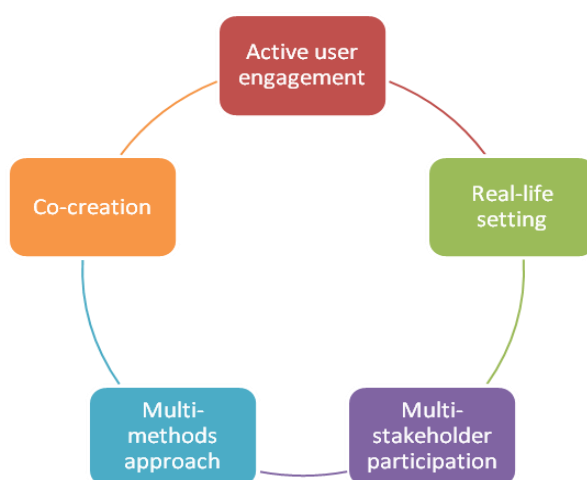 Active user
engagement
Real-life
setting
Multi-
stakeholder
participation
Multi-
methods
approach
Co-creation